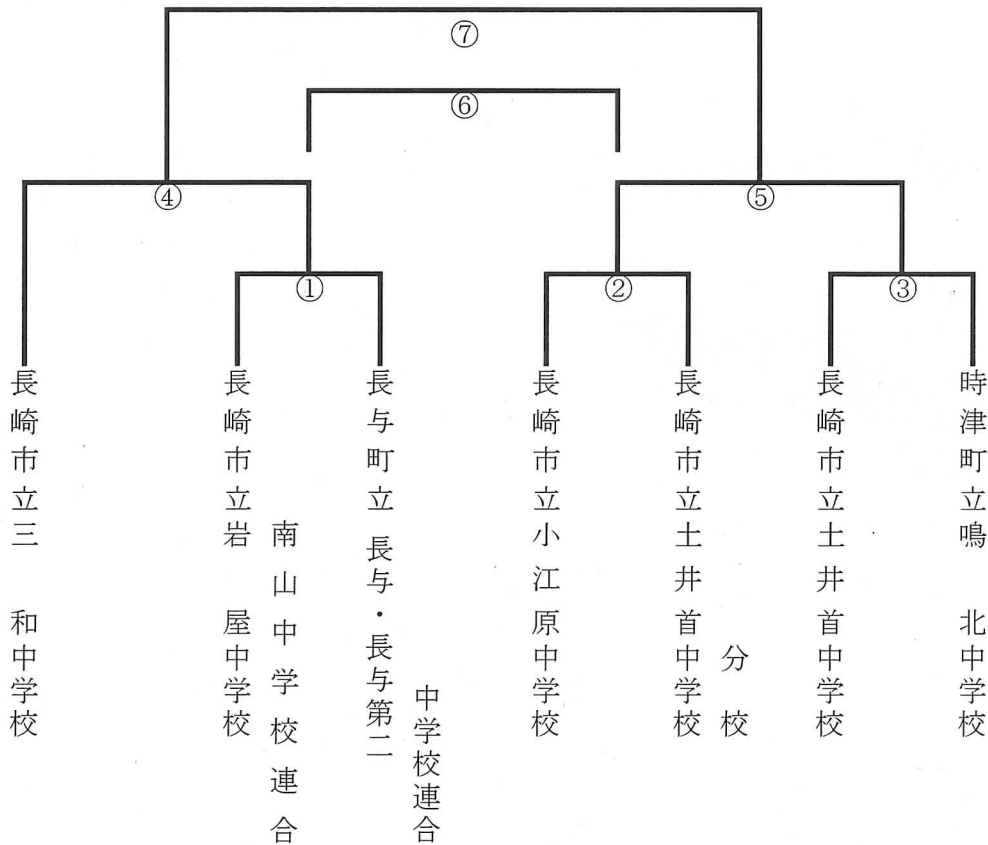 ⑦
⑥
④
⑤
①
②
③
長崎市立三和中学校
長崎市立岩屋中学校
南山中学校連合
長与町立 長与・長与第二
中学校連合
長崎市立小江原中学校
長崎市立土井首中学校
分校
長崎市立土井首中学校
時津町立鳴北中学校